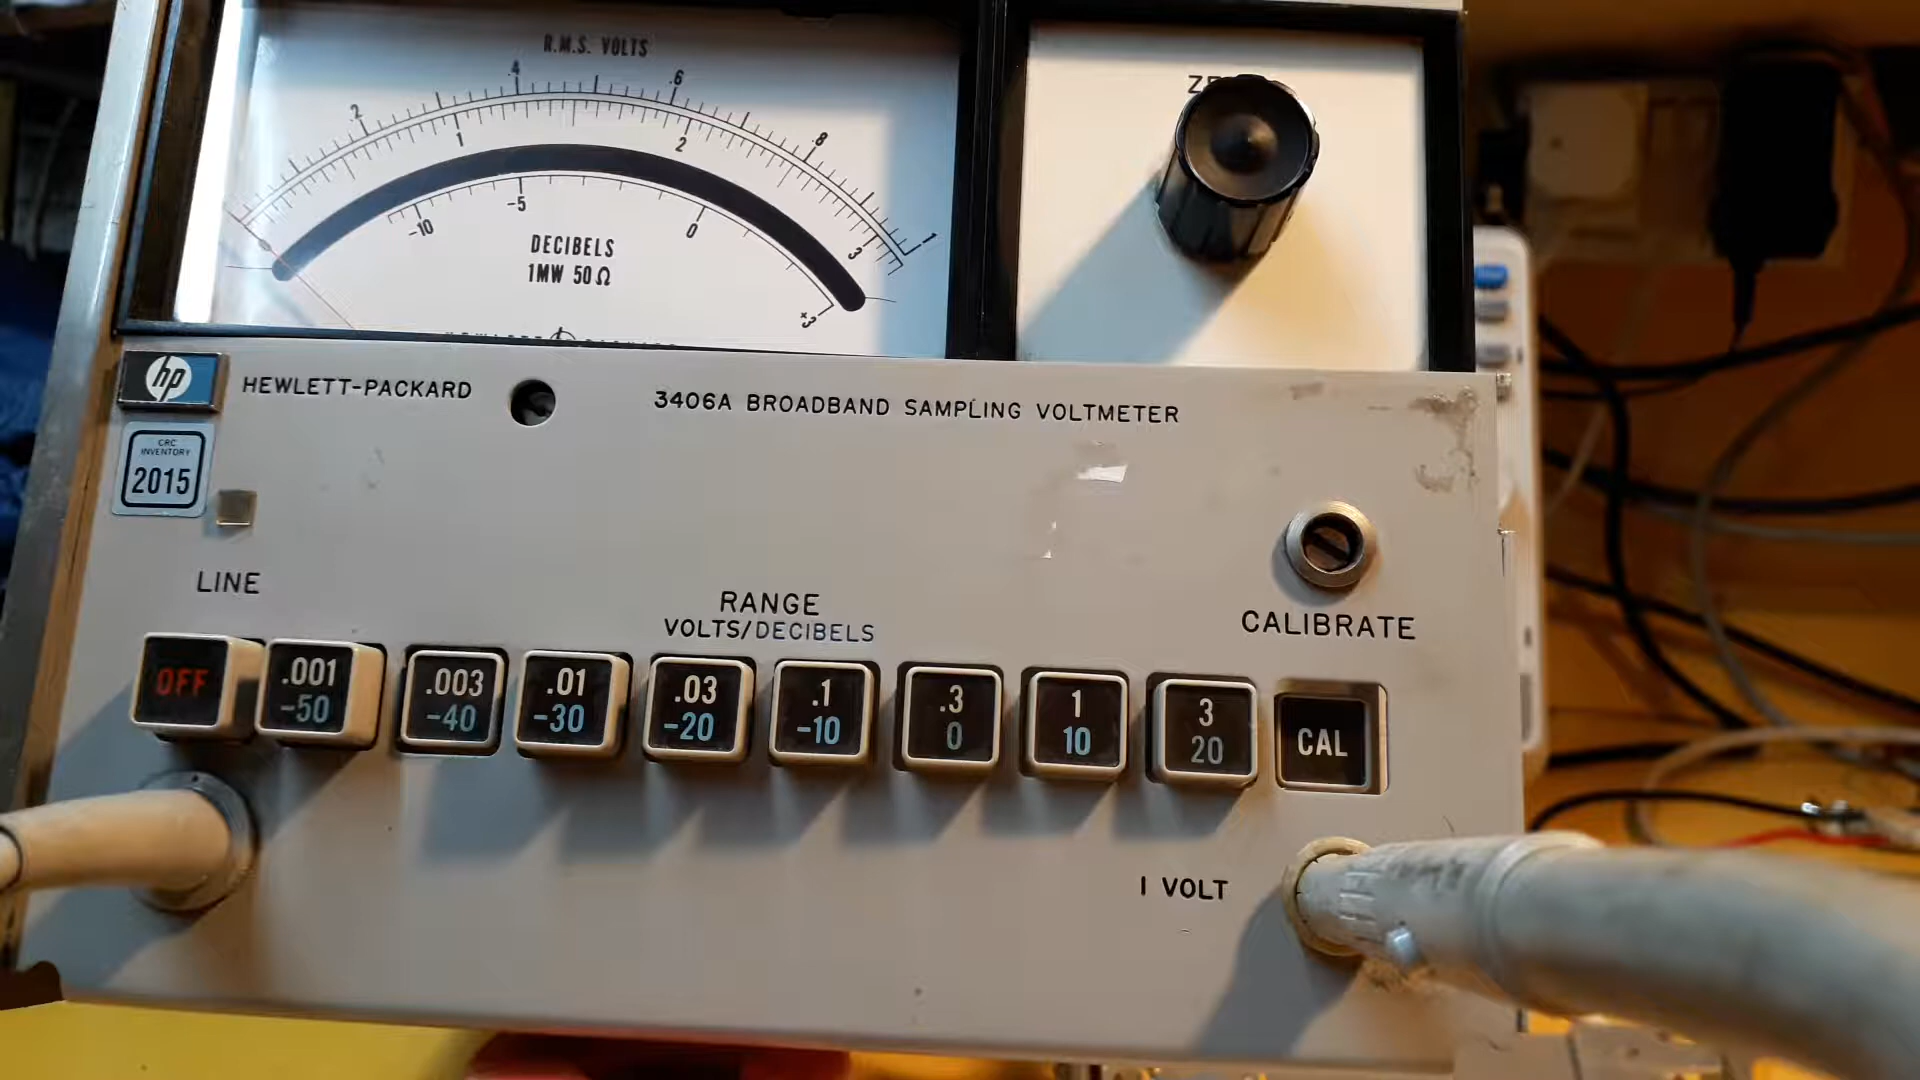 R.M.S. VOLTS
.2 .4 .6 .8 1
1 2 3
-10 -5 0 +3
DECIBELS
1MW 50Ω
hp
HEWLETT-PACKARD
3406A BROADBAND SAMPLING VOLTMETER
CRC
INVENTORY
2015
LINE
RANGE
VOLTS/DECIBELS
CALIBRATE
OFF
.001
-50
.003
-40
.01
-30
.03
-20
.1
-10
.3
0
1
10
3
20
CAL
1 VOLT